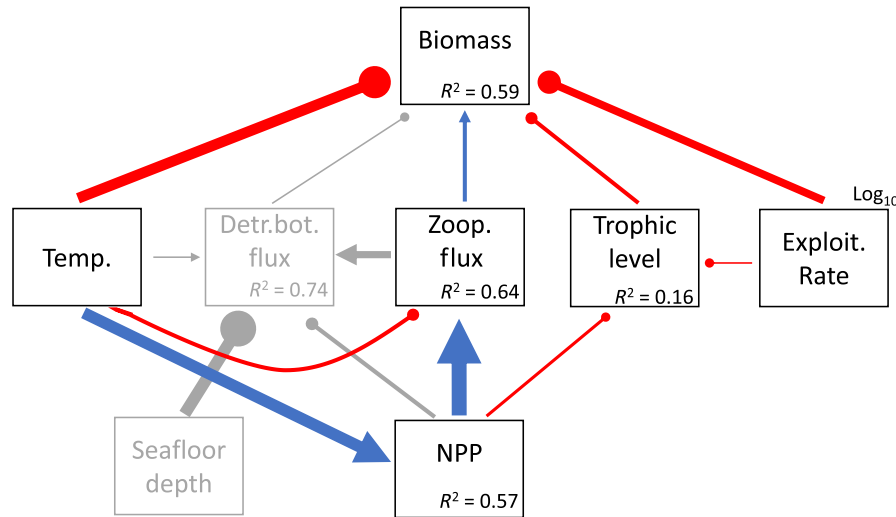 Biomass
R² = 0.59
Log₁₀
Temp.
Detr.bot.
flux
R² = 0.74
Zoop.
flux
R² = 0.64
Trophic
level
R² = 0.16
Exploit.
Rate
Seafloor
depth
NPP
R² = 0.57